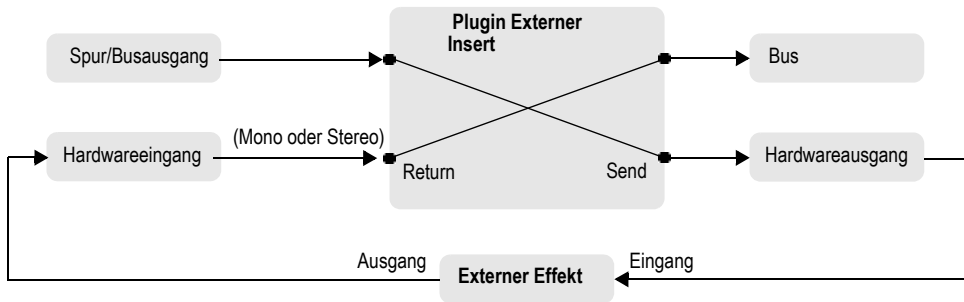 Plugin Externer
Insert
Spur/Busausgang
Bus
(Mono oder Stereo)
Hardwareeingang
Return
Send
Hardwareausgang
Ausgang
Externer Effekt
Eingang